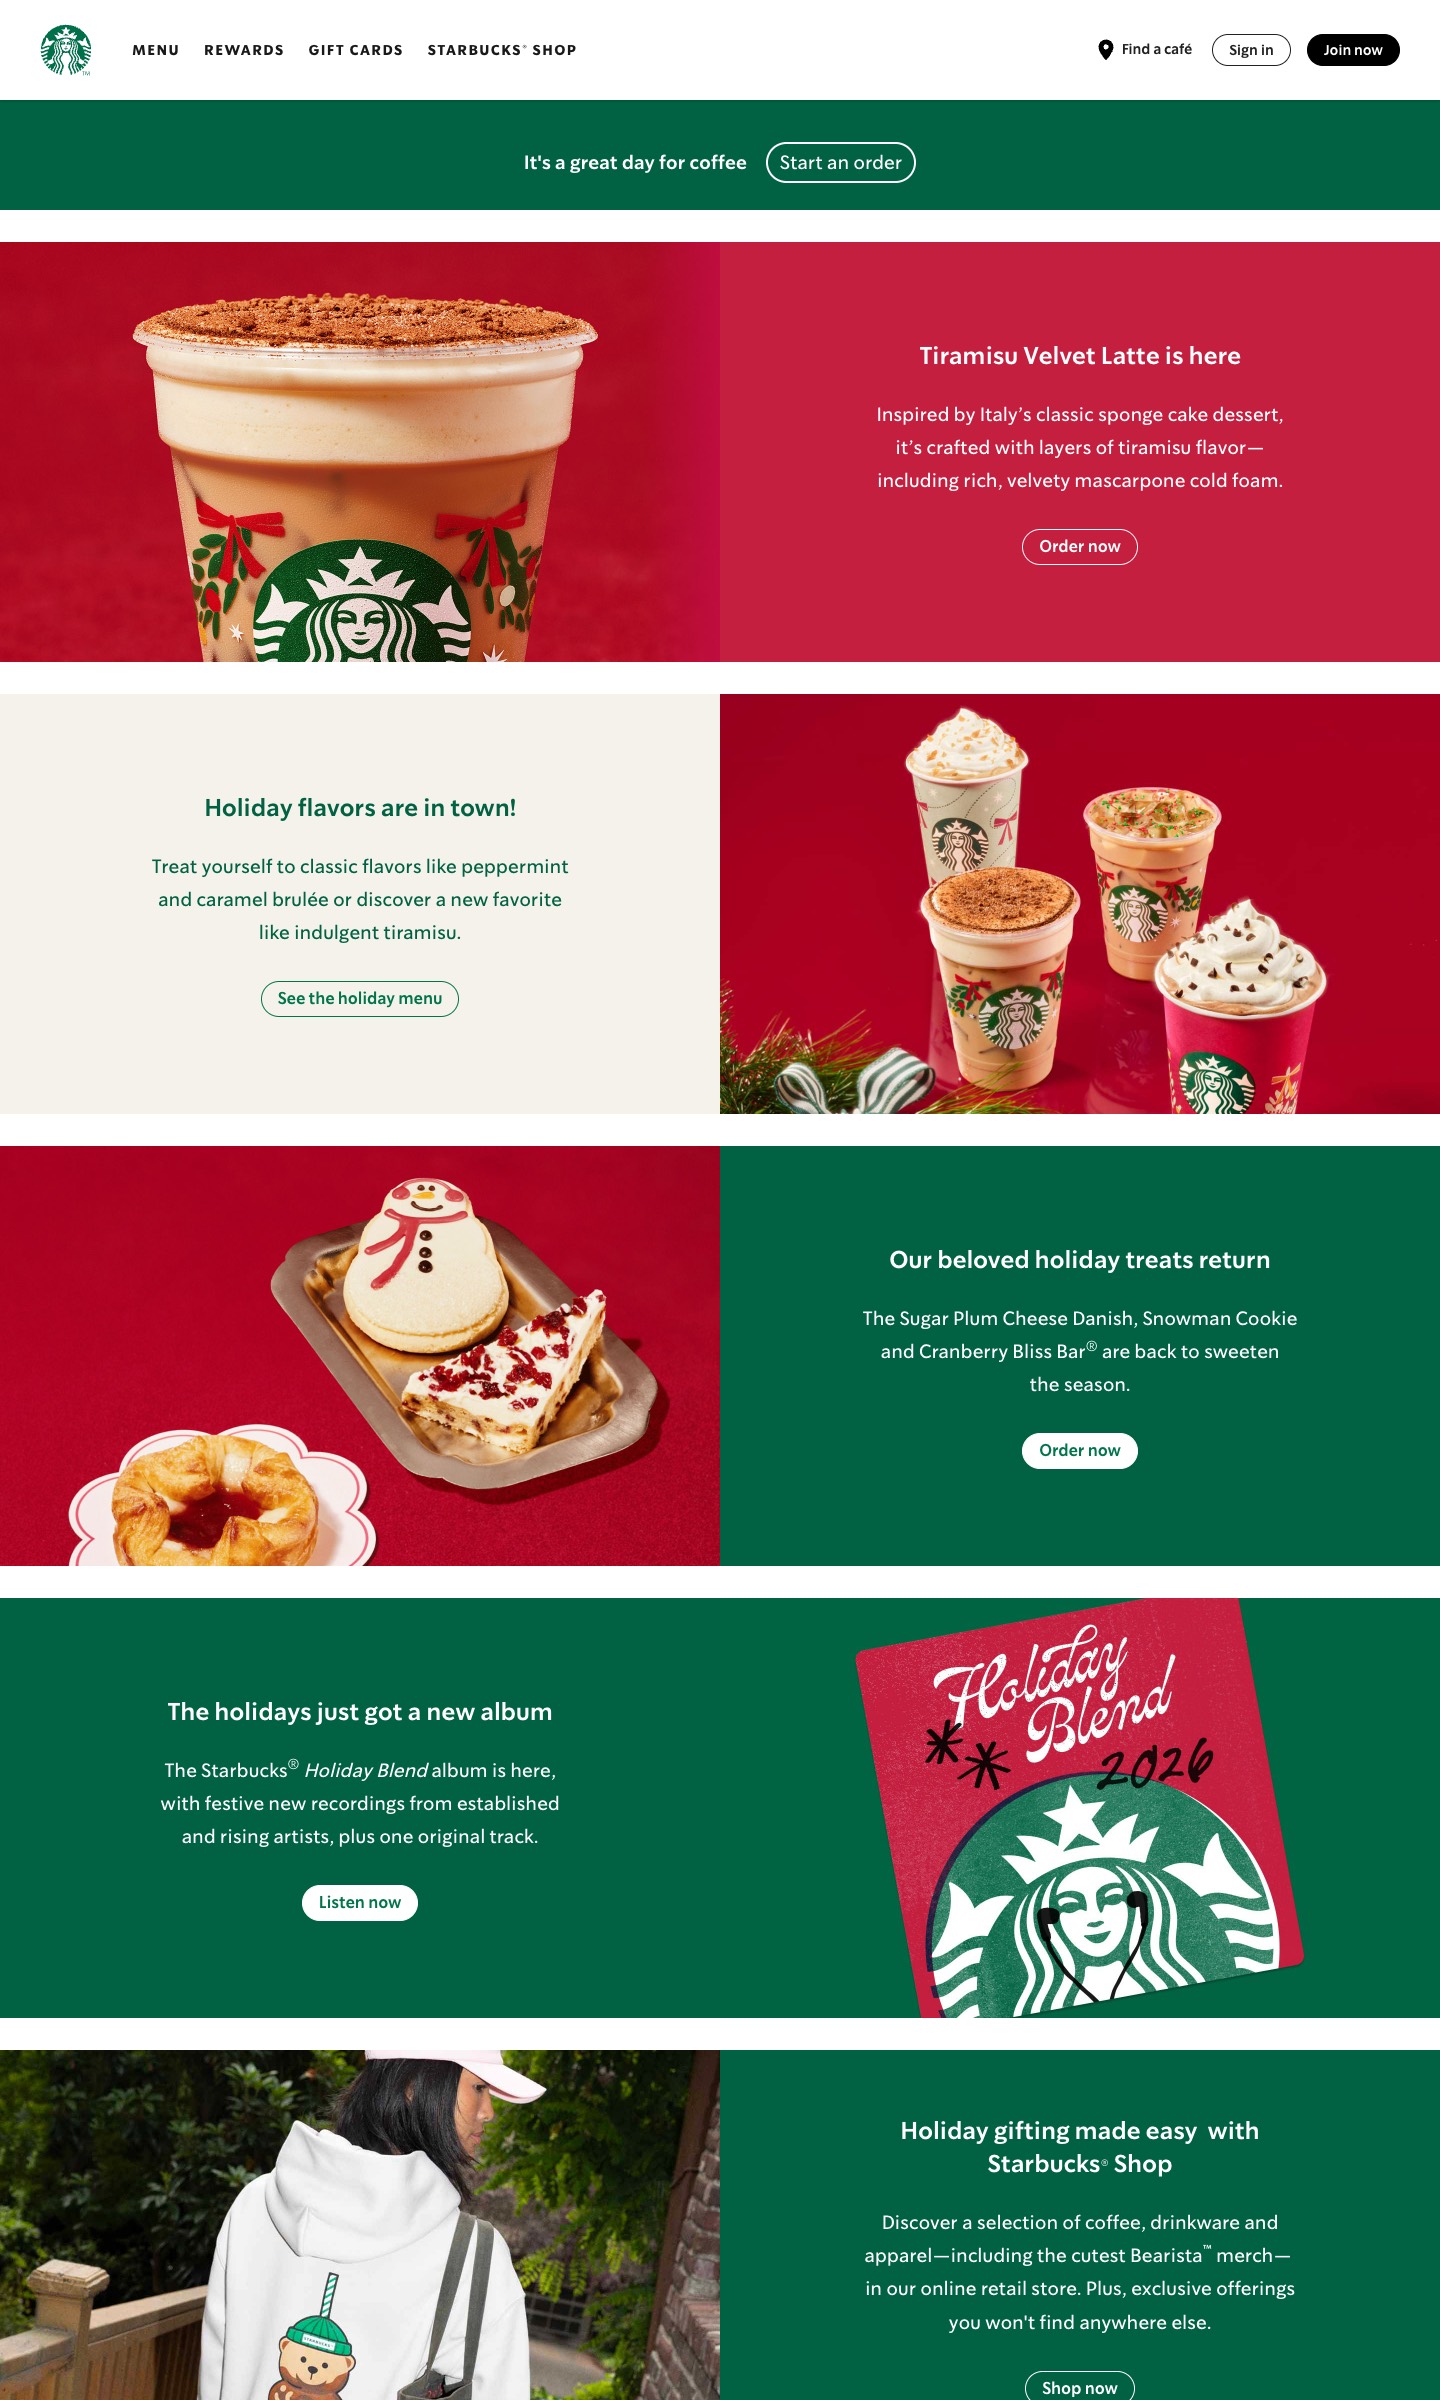 MENU
REWARDS
GIFT CARDS
STARBUCKS® SHOP
Find a café
Sign in
Join now
It's a great day for coffee
Start an order
Tiramisu Velvet Latte is here
Inspired by Italy’s classic sponge cake dessert,
it’s crafted with layers of tiramisu flavor—
including rich, velvety mascarpone cold foam.
Order now
Holiday flavors are in town!
Treat yourself to classic flavors like peppermint
and caramel brulée or discover a new favorite
like indulgent tiramisu.
See the holiday menu
Our beloved holiday treats return
The Sugar Plum Cheese Danish, Snowman Cookie
and Cranberry Bliss Bar® are back to sweeten
the season.
Order now
The holidays just got a new album
The Starbucks® Holiday Blend album is here,
with festive new recordings from established
and rising artists, plus one original track.
Listen now
Holiday
Blend
2026
Holiday gifting made easy  with
Starbucks® Shop
Discover a selection of coffee, drinkware and
apparel—including the cutest Bearista™ merch—
in our online retail store. Plus, exclusive offerings
you won't find anywhere else.
Shop now
STARBUCKS